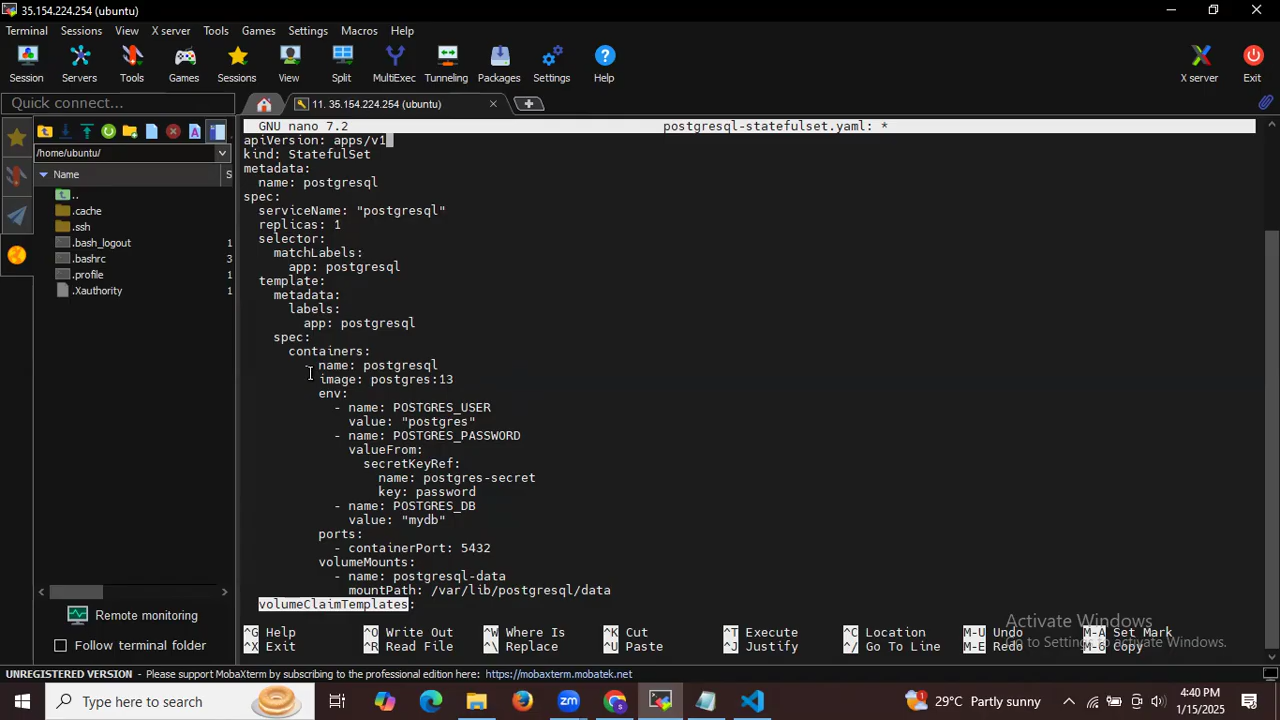 35.154.224.254 (ubuntu)
Terminal Sessions View X server Tools Games Settings Macros Help
Session Servers Tools Games Sessions View Split MultiExec Tunneling Packages Settings Help X server Exit
Quick connect...
11. 35.154.224.254 (ubuntu)
/home/ubuntu/
Name S
..
.cache
.ssh
.bash_logout 1
.bashrc 3
.profile 1
.Xauthority 1
Remote monitoring
Follow terminal folder
GNU nano 7.2 postgresql-statefulset.yaml: *
apiVersion: apps/v1
kind: StatefulSet
metadata:
  name: postgresql
spec:
  serviceName: "postgresql"
  replicas: 1
  selector:
    matchLabels:
      app: postgresql
  template:
    metadata:
      labels:
        app: postgresql
    spec:
      containers:
        - name: postgresql
          image: postgres:13
          env:
            - name: POSTGRES_USER
              value: "postgres"
            - name: POSTGRES_PASSWORD
              valueFrom:
                secretKeyRef:
                  name: postgres-secret
                  key: password
            - name: POSTGRES_DB
              value: "mydb"
          ports:
            - containerPort: 5432
          volumeMounts:
            - name: postgresql-data
              mountPath: /var/lib/postgresql/data
  volumeClaimTemplates:
^G Help ^O Write Out ^W Where Is ^K Cut ^T Execute ^C Location M-U Undo M-A Set Mark
^X Exit ^R Read File ^\ Replace ^U Paste ^J Justify ^/ Go To Line M-E Redo M-6 Copy
Activate Windows
Go to Settings to activate Windows.
UNREGISTERED VERSION - Please support MobaXterm by subscribing to the professional edition here: https://mobaxterm.mobatek.net
Type here to search
29°C Partly sunny
4:40 PM
1/15/2025